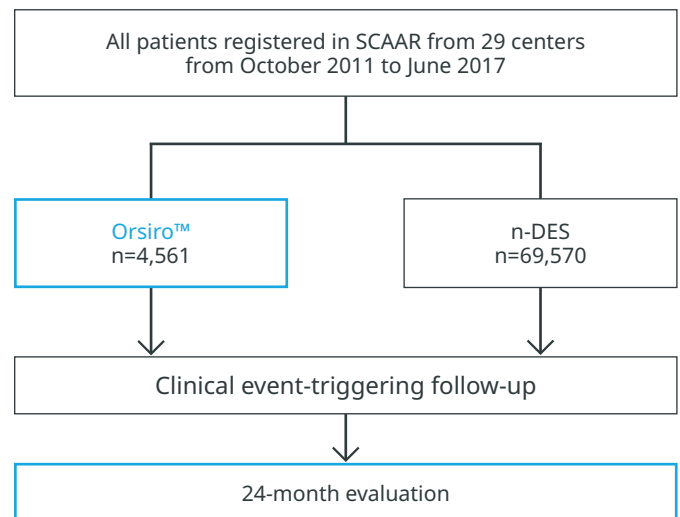 All patients registered in SCAAR from 29 centers
from October 2011 to June 2017
Orsiro™
n=4,561
n-DES
n=69,570
Clinical event-triggering follow-up
24-month evaluation